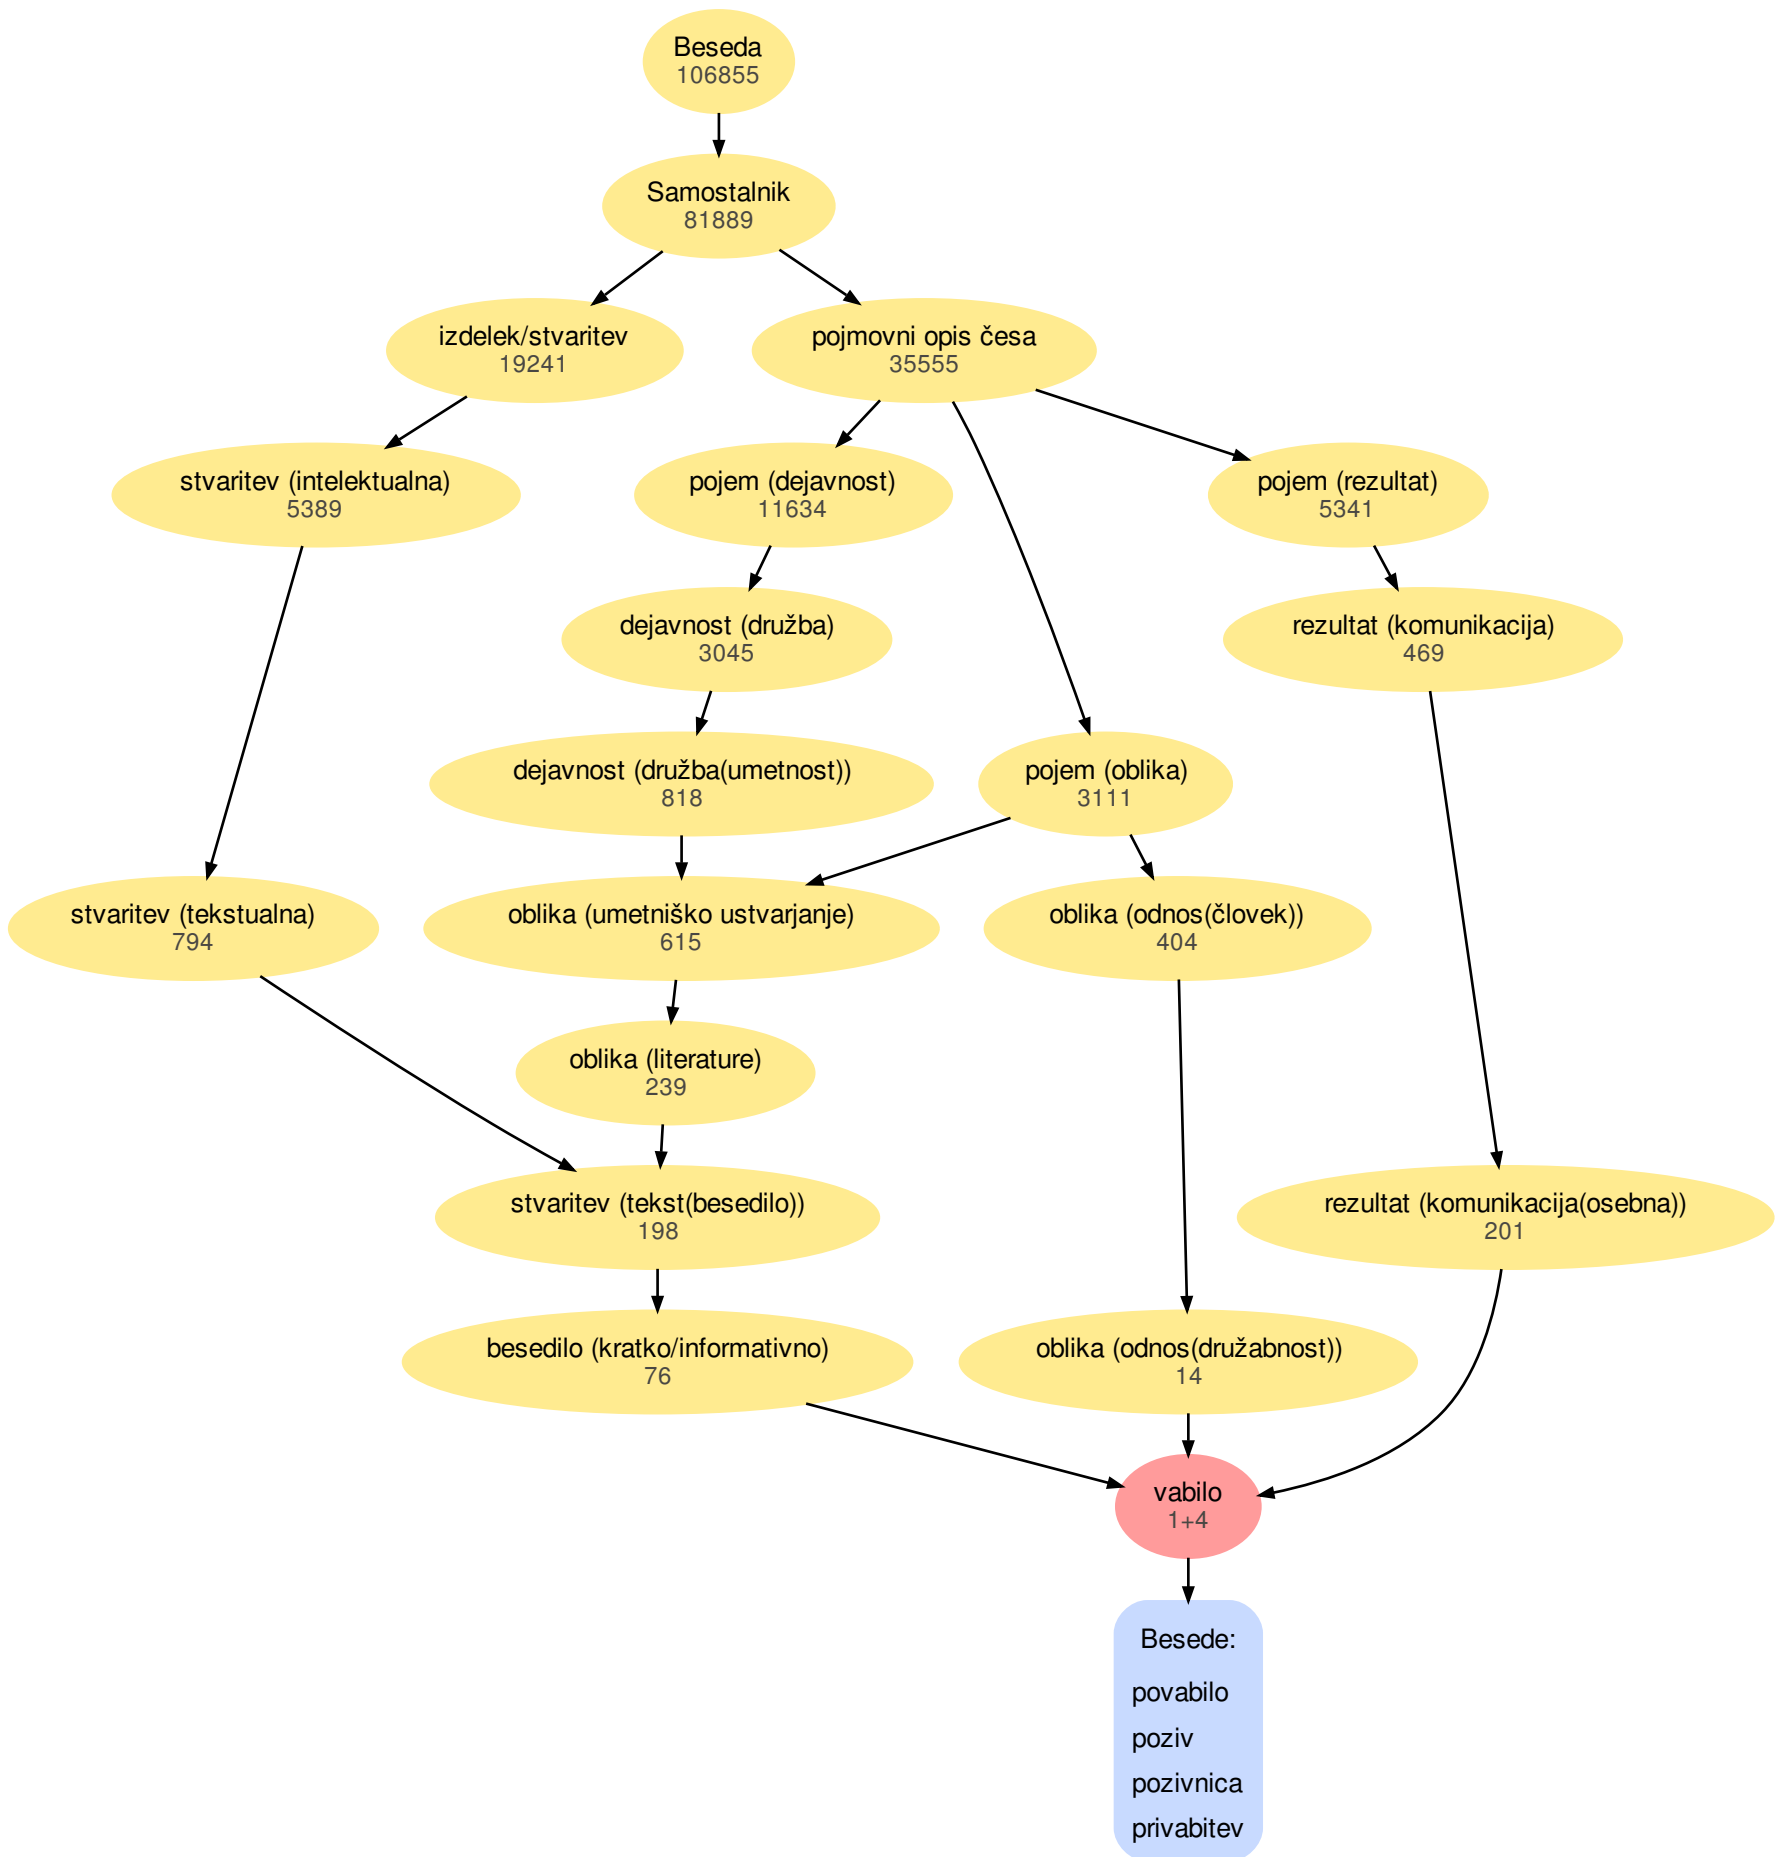 Beseda
106855
Samostalnik
81889
izdelek/stvaritev
19241
pojmovni opis česa
35555
stvaritev (intelektualna)
5389
pojem (dejavnost)
11634
pojem (rezultat)
5341
dejavnost (družba)
3045
rezultat (komunikacija)
469
dejavnost (družba(umetnost))
818
pojem (oblika)
3111
stvaritev (tekstualna)
794
oblika (umetniško ustvarjanje)
615
oblika (odnos(človek))
404
oblika (literature)
239
stvaritev (tekst(besedilo))
198
rezultat (komunikacija(osebna))
201
besedilo (kratko/informativno)
76
oblika (odnos(družabnost))
14
vabilo
1+4
Besede:
povabilo
poziv
pozivnica
privabitev